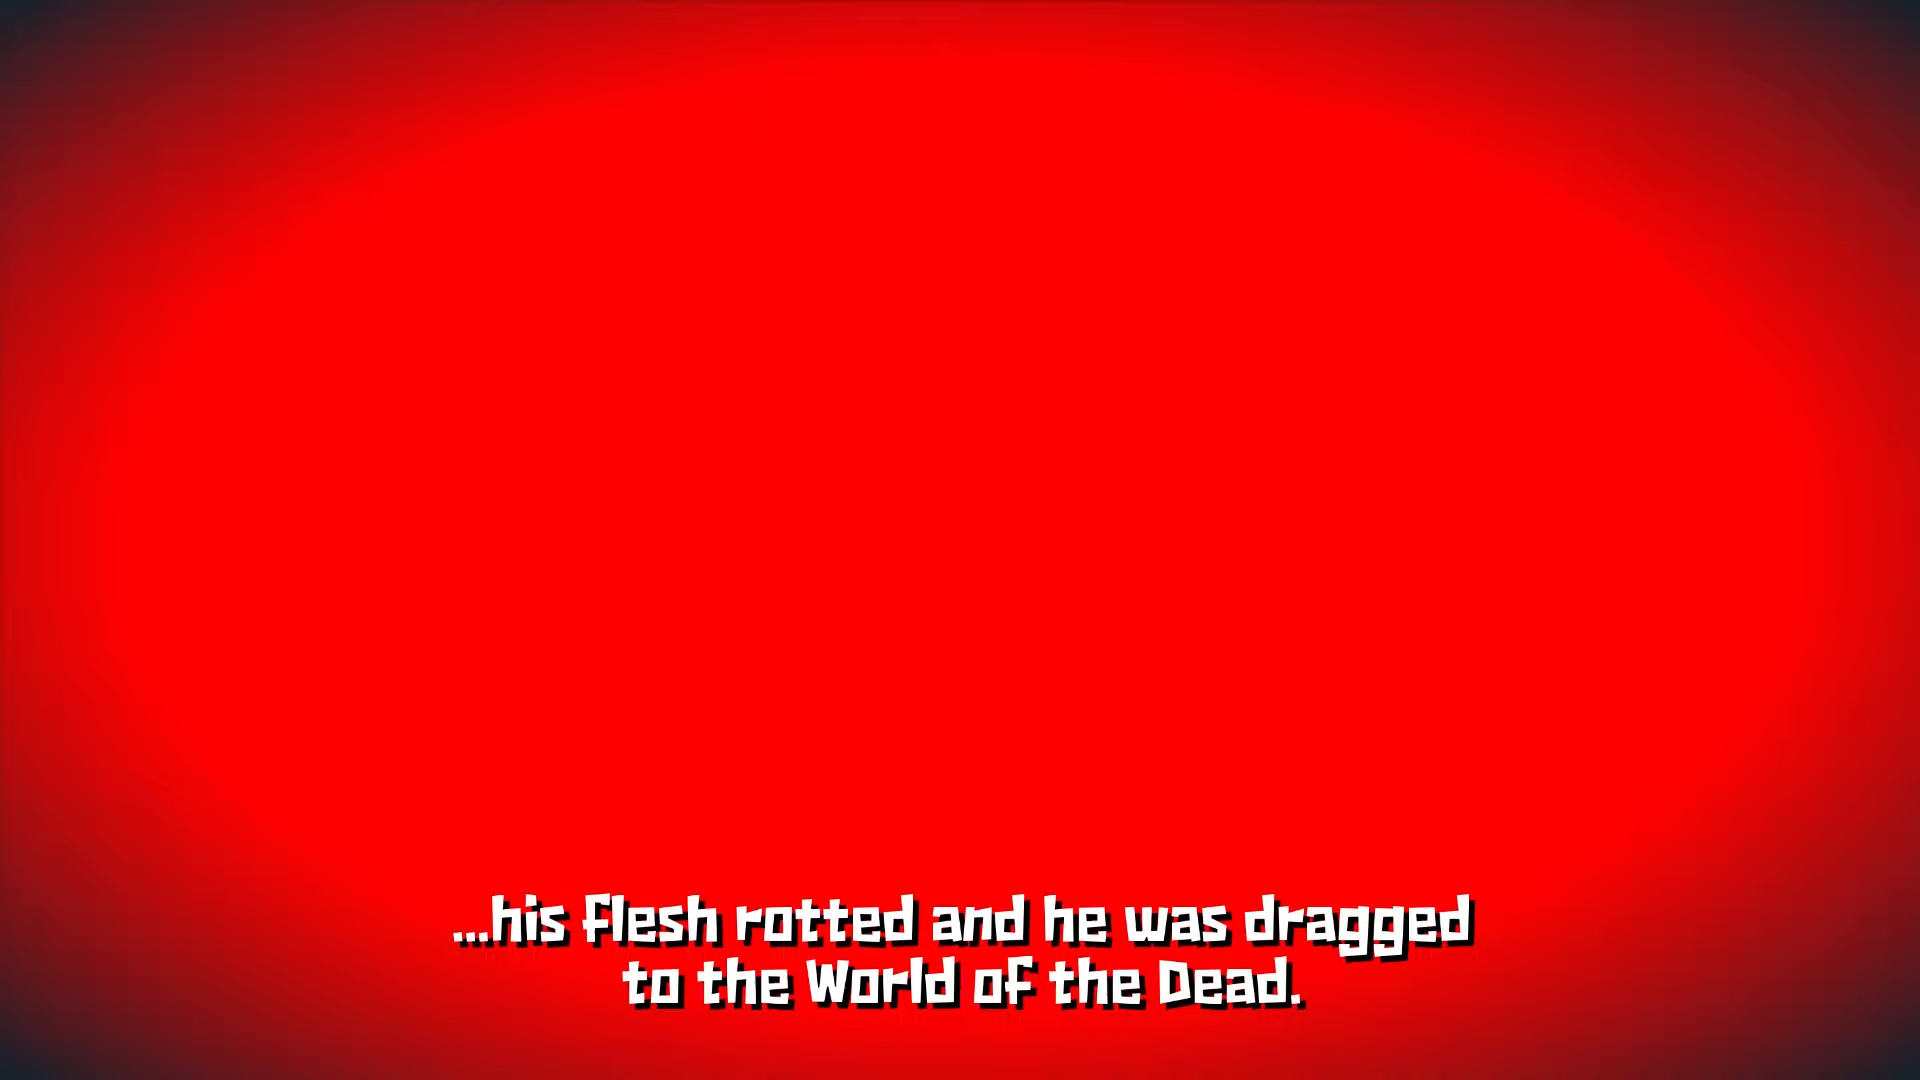 ...his flesh rotted and he was dragged
to the World of the Dead.